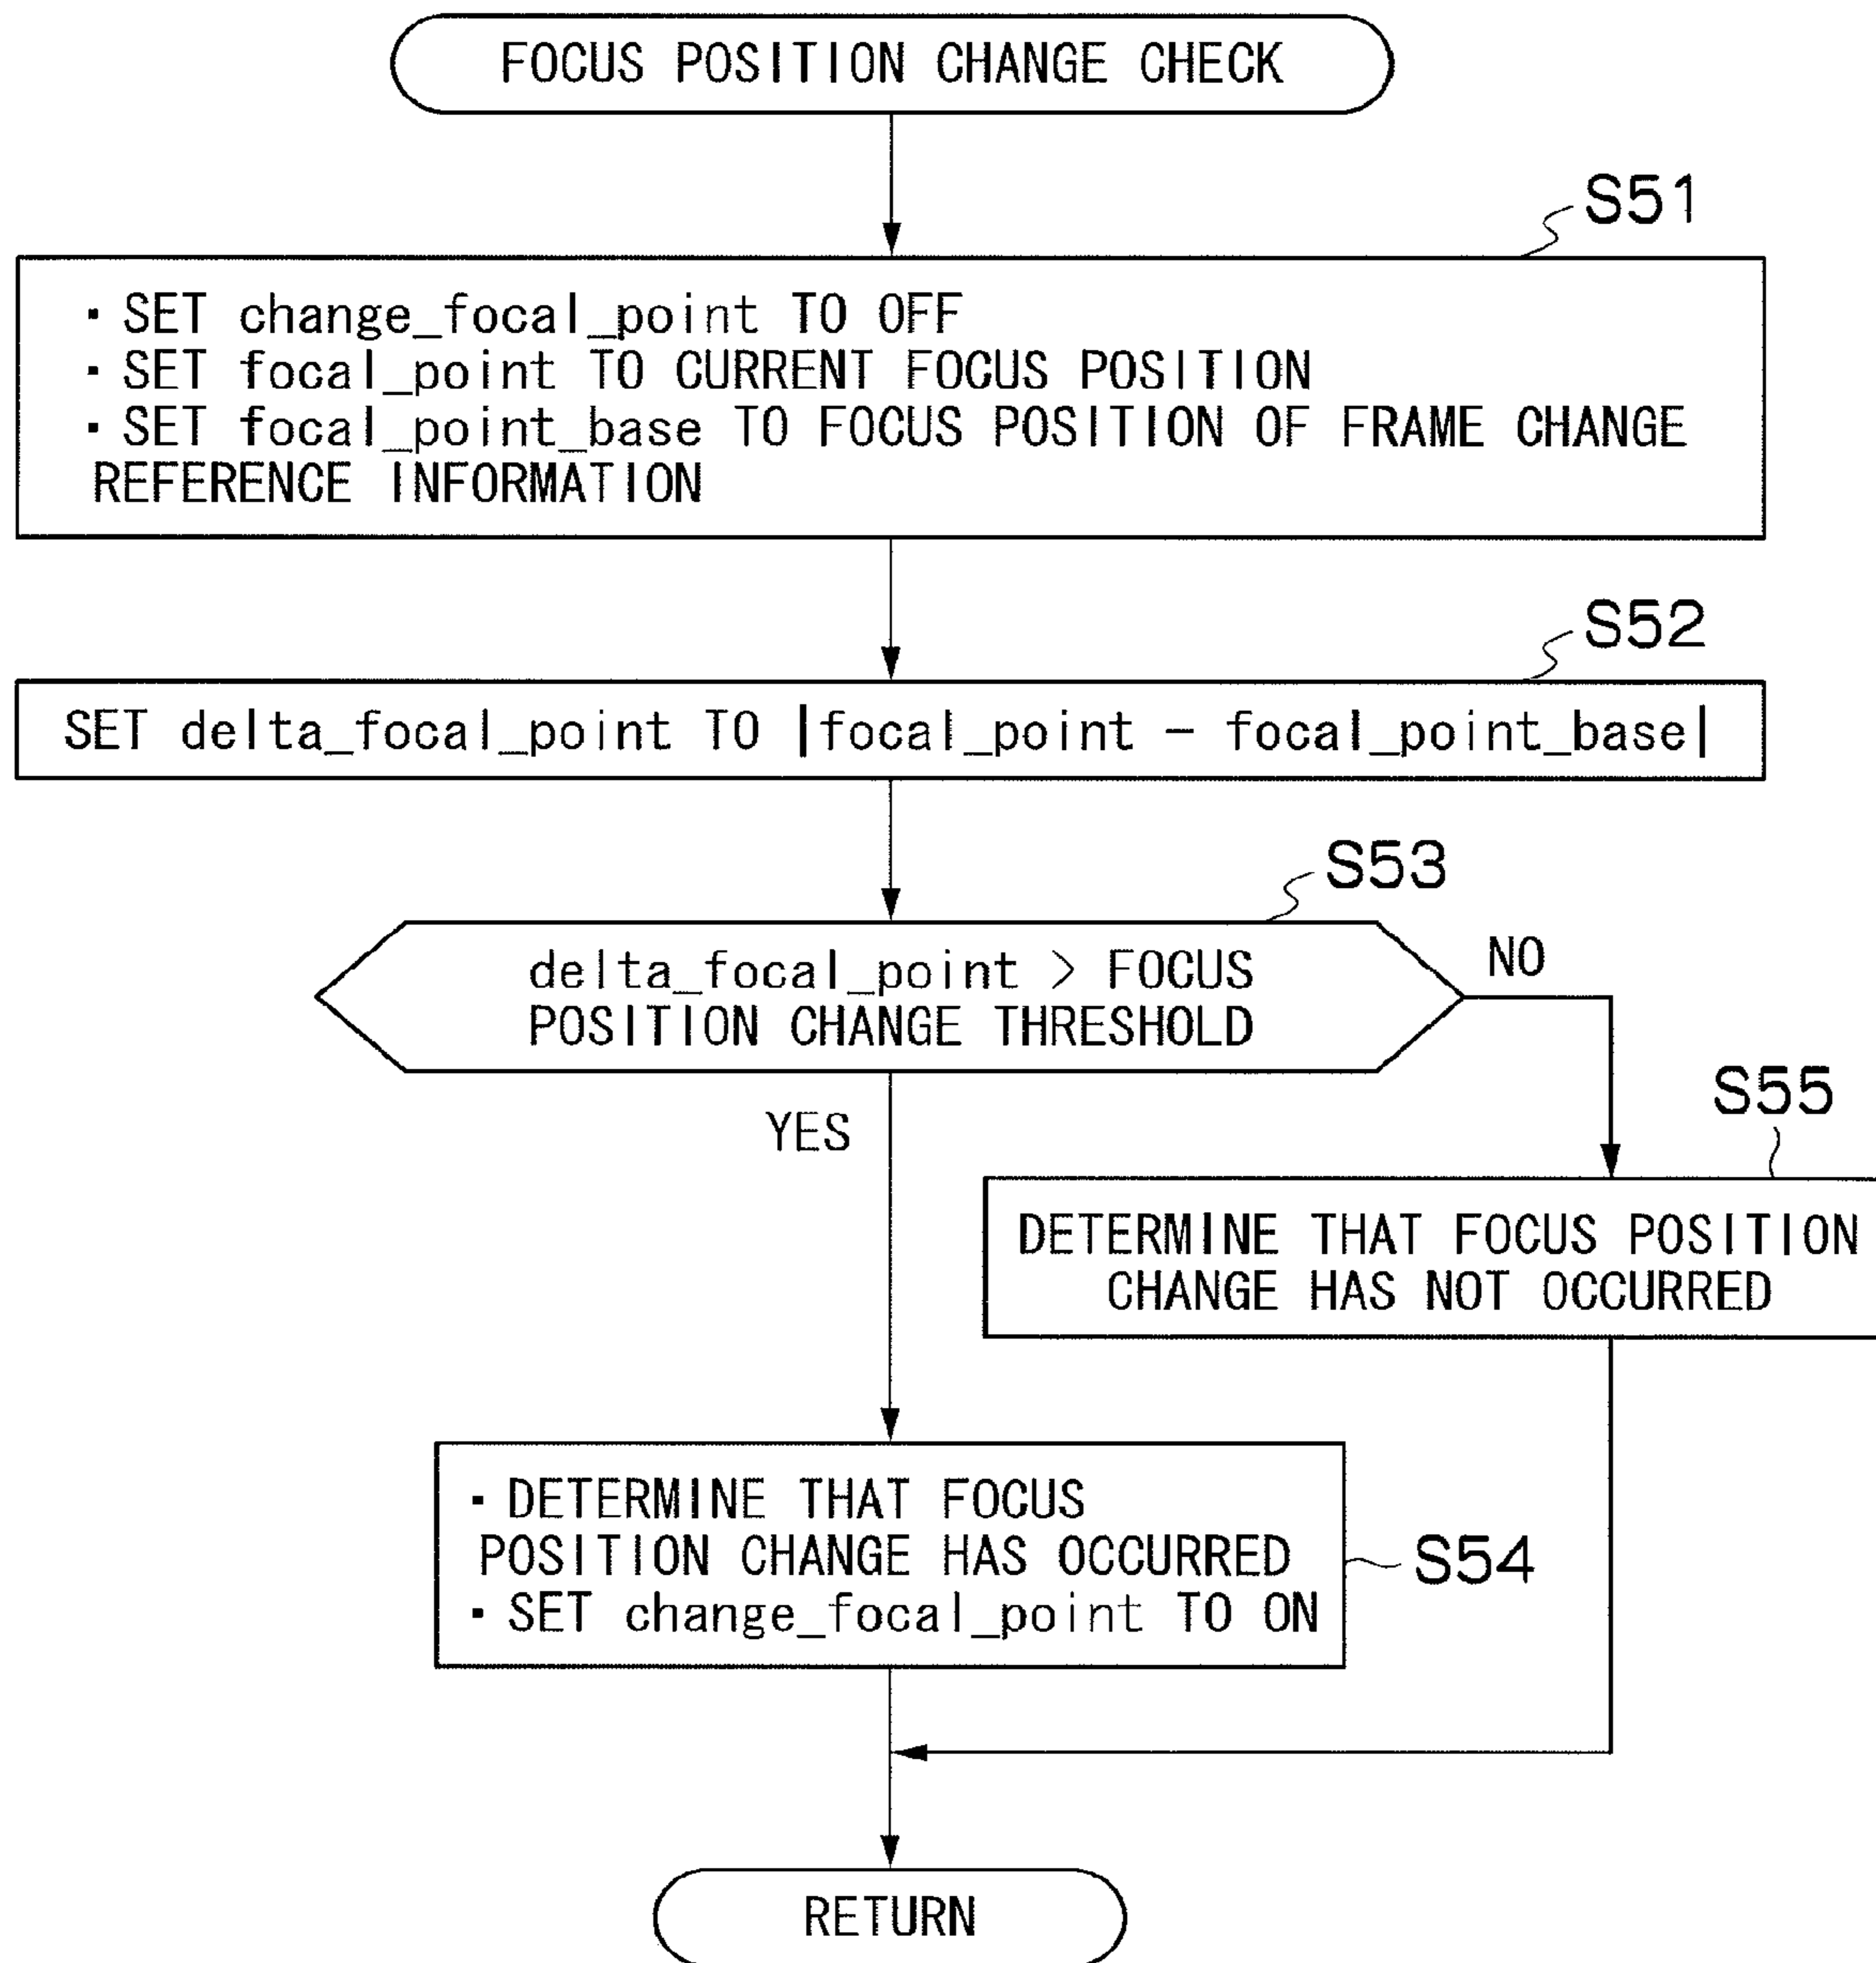 FOCUS POSITION CHANGE CHECK
S51
・SET change_focal_point TO OFF
・SET focal_point TO CURRENT FOCUS POSITION
・SET focal_point_base TO FOCUS POSITION OF FRAME CHANGE
REFERENCE INFORMATION
S52
SET delta_focal_point TO |focal_point - focal_point_base|
S53
delta_focal_point > FOCUS
POSITION CHANGE THRESHOLD
NO
YES
S55
DETERMINE THAT FOCUS POSITION
CHANGE HAS NOT OCCURRED
・DETERMINE THAT FOCUS
POSITION CHANGE HAS OCCURRED
・SET change_focal_point TO ON
S54
RETURN